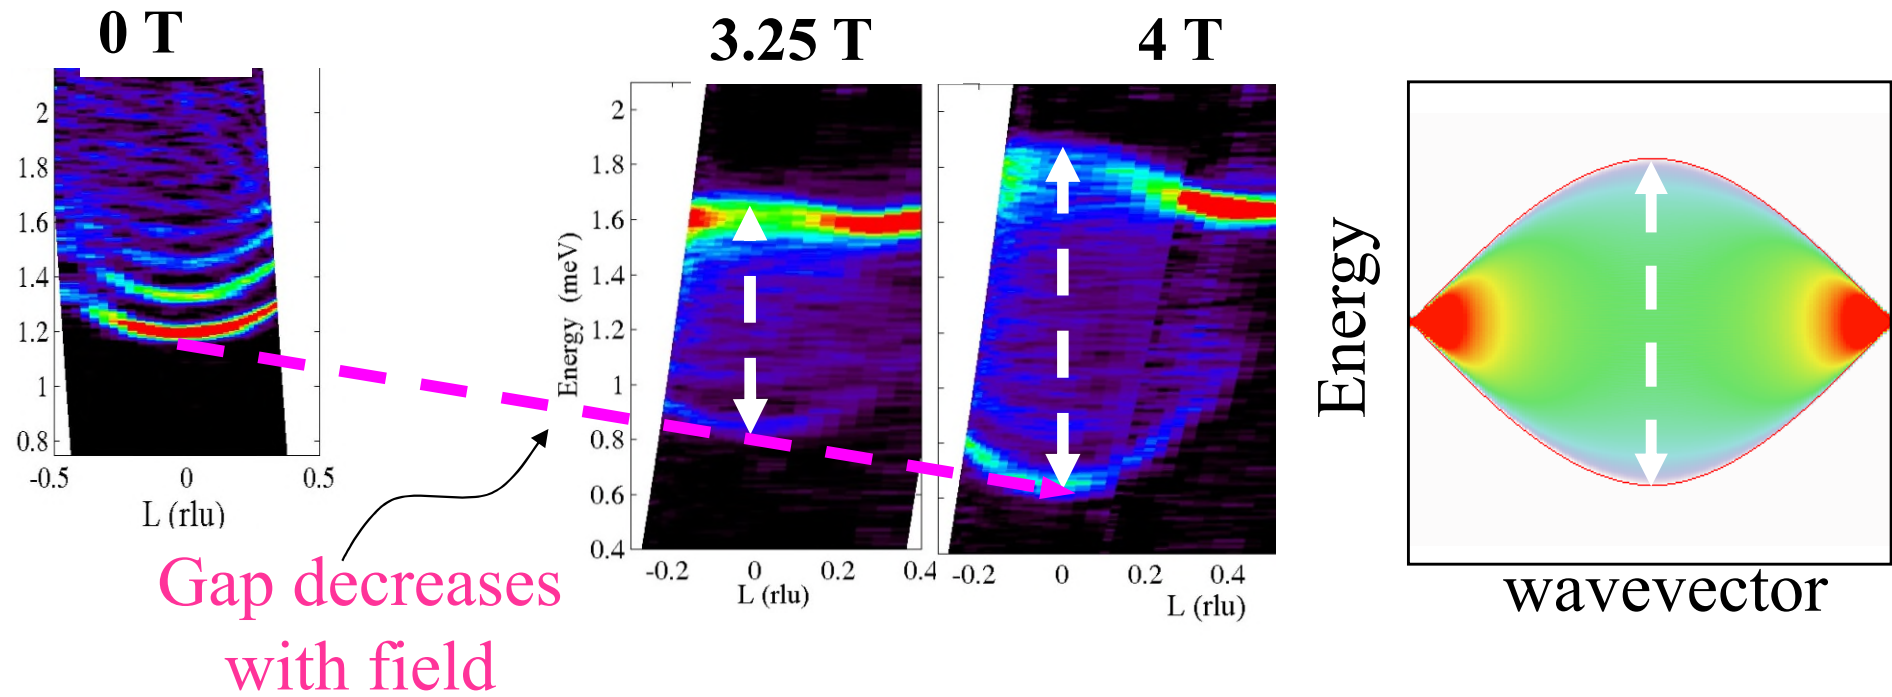 0 T
3.25 T
4 T
2
1.8
1.6
1.4
1.2
1
0.8
-0.5
0
0.5
L (rlu)
Energy (meV)
2
1.8
1.6
1.4
1.2
1
0.8
0.6
0.4
-0.2
0
0.2
0.4
L (rlu)
-0.2
0
0.2
0.4
L (rlu)
Energy
wavevector
Gap decreases
with field